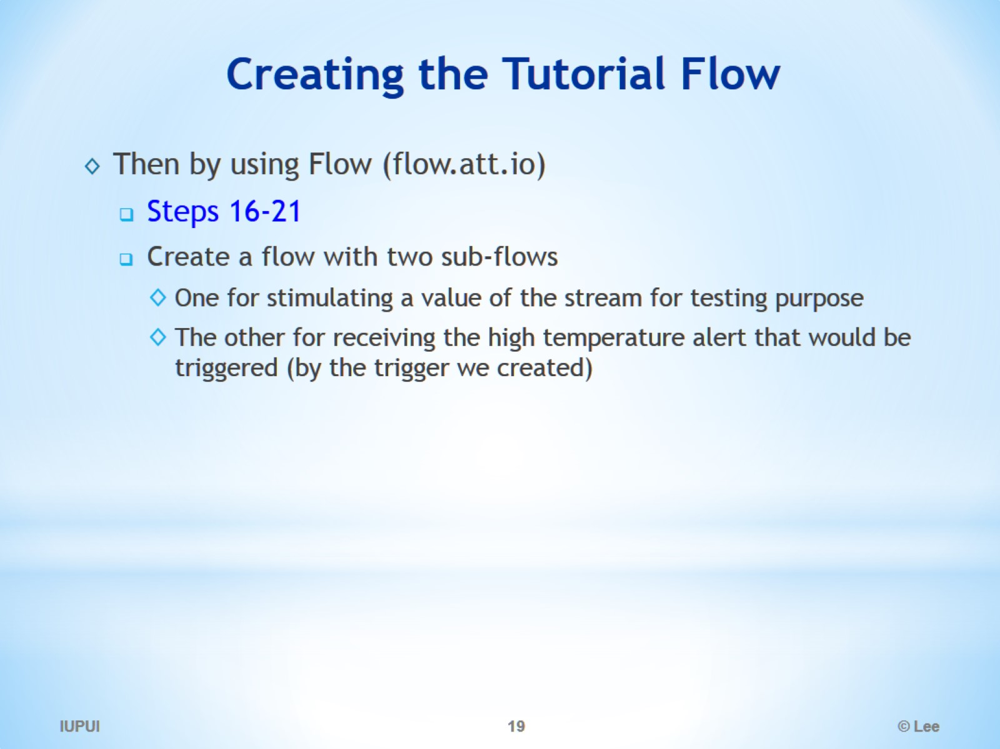 Creating the Tutorial Flow
Then by using Flow (flow.att.io)
Steps 16-21
Create a flow with two sub-flows
One for stimulating a value of the stream for testing purpose
The other for receiving the high temperature alert that would be
triggered (by the trigger we created)
IUPUI
19
© Lee